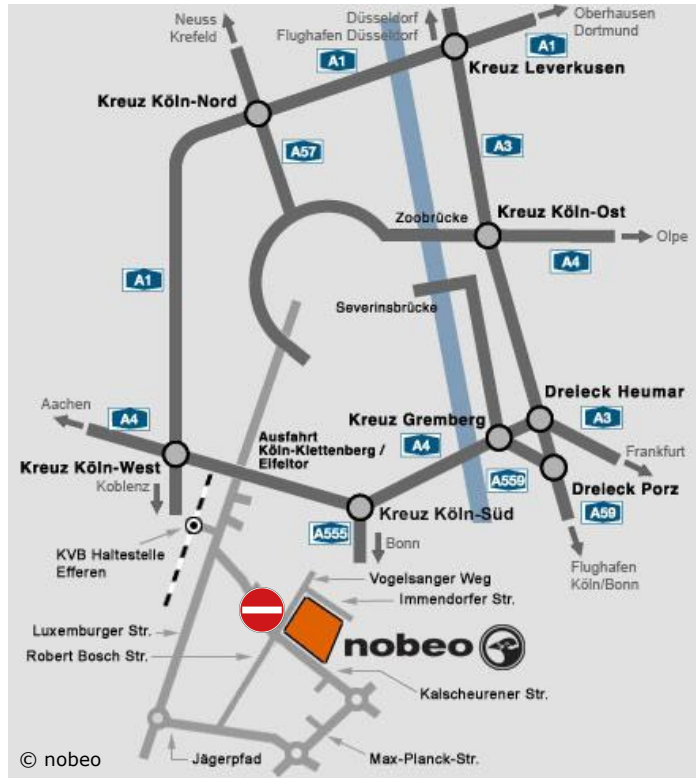 Neuss
Krefeld
Düsseldorf
Flughafen Düsseldorf
Oberhausen
Dortmund
A1
A1
Kreuz Leverkusen
Kreuz Köln-Nord
A57
A3
Zoobrücke
Kreuz Köln-Ost
Olpe
A4
A1
Severinsbrücke
Aachen
A4
Dreieck Heumar
A3
Kreuz Gremberg
A4
Ausfahrt
Köln-Klettenberg /
Eifeltor
Frankfurt
Kreuz Köln-West
Koblenz
A559
Dreieck Porz
A59
Kreuz Köln-Süd
A555
Bonn
KVB Haltestelle
Efferen
Flughafen
Köln/Bonn
Vogelsanger Weg
Immendorfer Str.
Luxemburger Str.
nobeo
Robert Bosch Str.
Kalscheurener Str.
© nobeo
Jägerpfad
Max-Planck-Str.